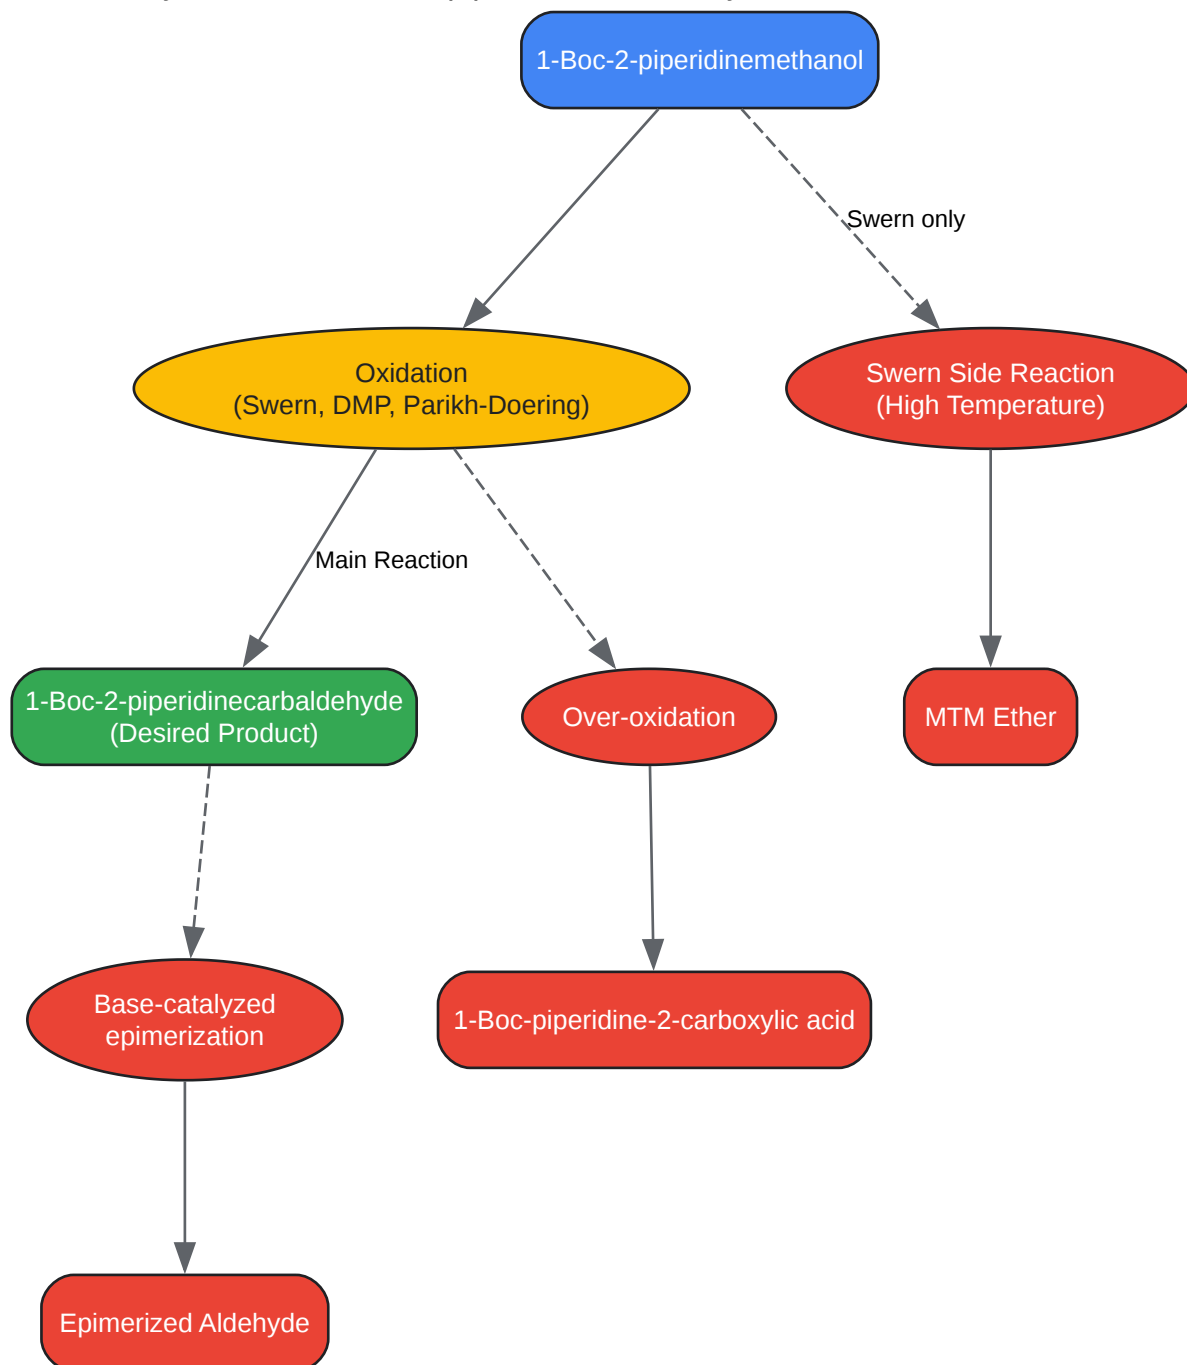 1-Boc-2-piperidinemethanol
Swern only
Oxidation
(Swern, DMP, Parikh-Doering)
Swern Side Reaction
(High Temperature)
Main Reaction
1-Boc-2-piperidinecarbaldehyde
(Desired Product)
Over-oxidation
MTM Ether
Base-catalyzed
epimerization
1-Boc-piperidine-2-carboxylic acid
Epimerized Aldehyde